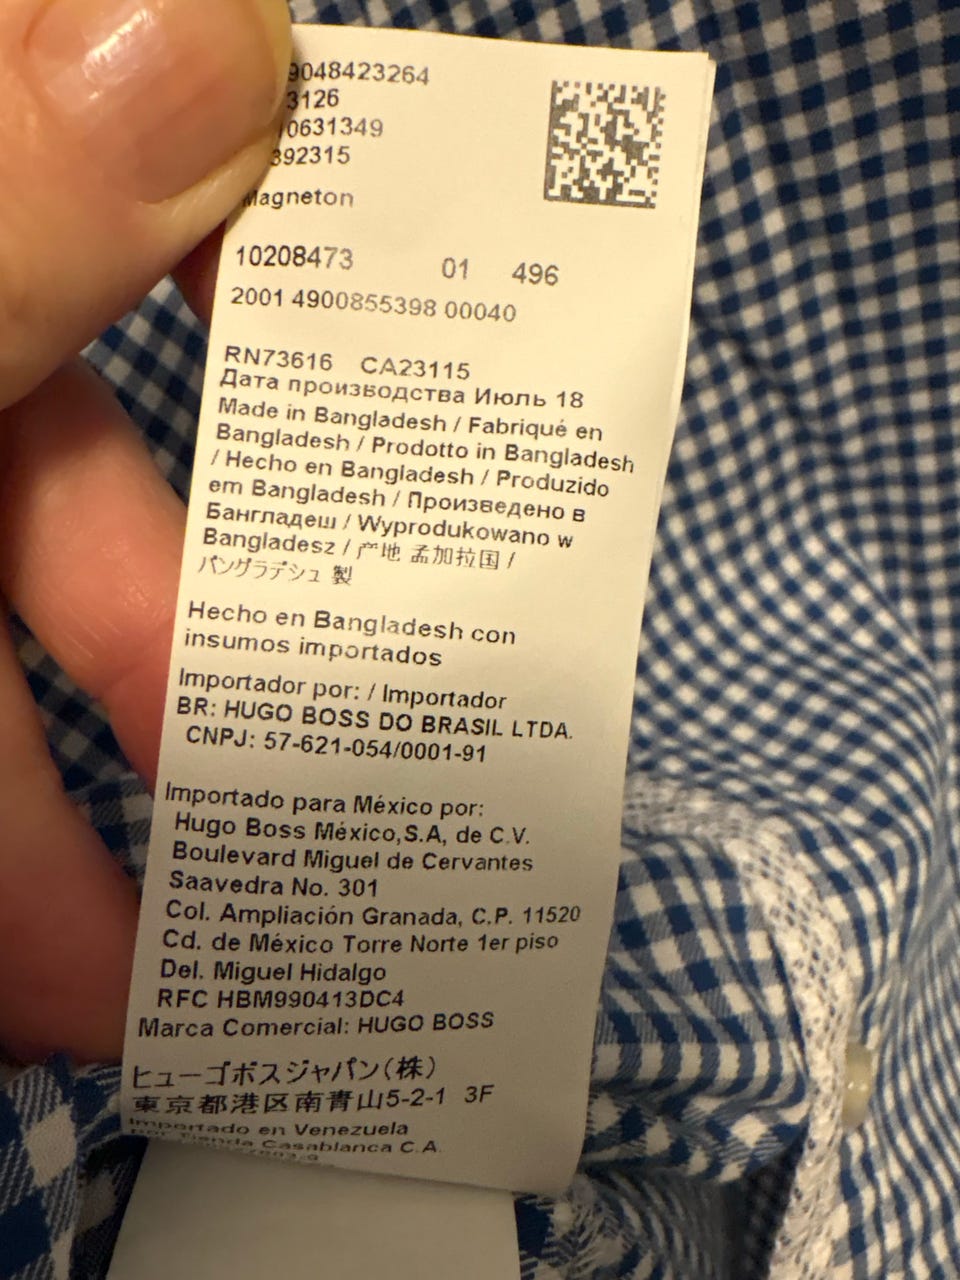 9048423264
3126
0631349
392315
Magneton
10208473 01 496
2001 4900855398 00040
RN73616 CA23115
Дата производства Июль 18
Made in Bangladesh / Fabriqué en
Bangladesh / Prodotto in Bangladesh
/ Hecho en Bangladesh / Produzido
em Bangladesh / Произведено в
Бангладеш / Wyprodukowano w
Bangladesz / 产地 孟加拉国 /
バングラデシュ 製
Hecho en Bangladesh con
insumos importados
Importador por: / Importador
BR: HUGO BOSS DO BRASIL LTDA.
CNPJ: 57-621-054/0001-91
Importado para México por:
Hugo Boss México,S.A, de C.V.
Boulevard Miguel de Cervantes
Saavedra No. 301
Col. Ampliación Granada, C.P. 11520
Cd. de México Torre Norte 1er piso
Del. Miguel Hidalgo
RFC HBM990413DC4
Marca Comercial: HUGO BOSS
ヒューゴボスジャパン(株)
東京都港区南青山5-2-1 3F
Importado en Venezuela
por Tienda Casablanca C.A.